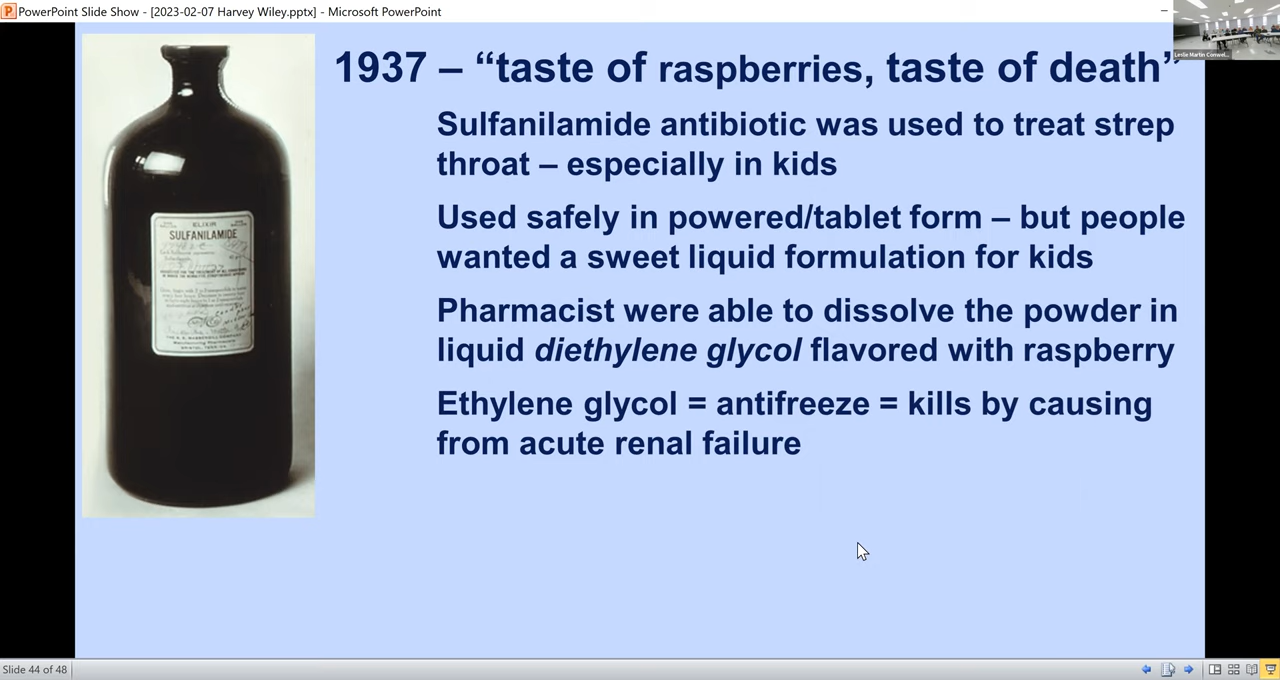 PowerPoint Slide Show - [2023-02-07 Harvey Wiley.pptx] - Microsoft PowerPoint
Leslie Martin Conwel...
1937 – “taste of raspberries, taste of death”
Sulfanilamide antibiotic was used to treat strep
throat – especially in kids
Used safely in powered/tablet form – but people
wanted a sweet liquid formulation for kids
Pharmacist were able to dissolve the powder in
liquid diethylene glycol flavored with raspberry
Ethylene glycol = antifreeze = kills by causing
from acute renal failure
ELIXIR
SULFANILAMIDE
Slide 44 of 48